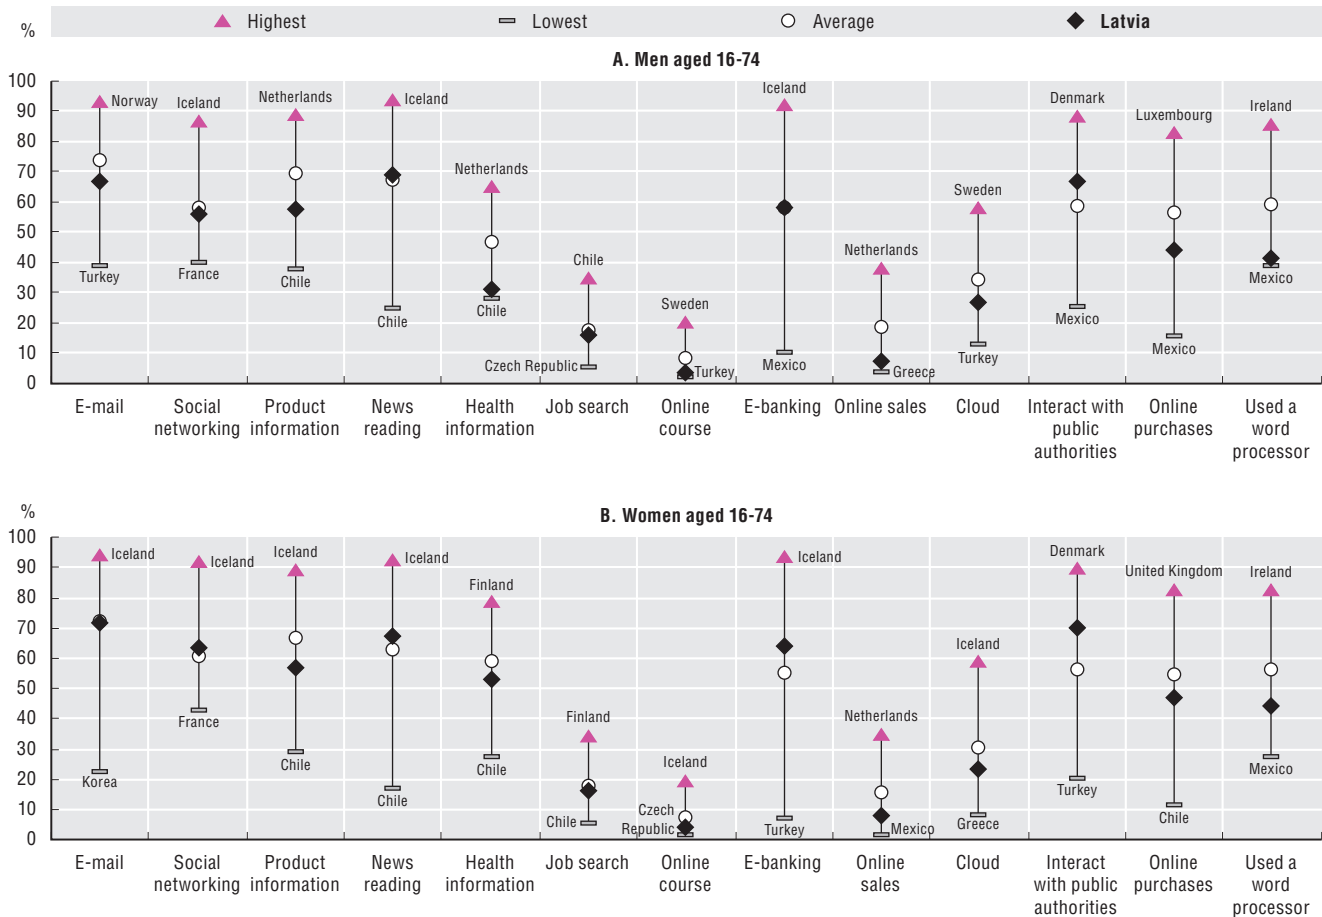 %
Highest
Lowest
Average
Latvia
A. Men aged 16-74
100
90
80
70
60
50
40
30
20
10
0
Norway
Turkey
Iceland
France
Netherlands
Chile
Iceland
Chile
Netherlands
Chile
Chile
Czech Republic
Sweden
Turkey
Iceland
Mexico
Netherlands
Greece
Sweden
Turkey
Denmark
Mexico
Luxembourg
Mexico
Ireland
Mexico
E-mail
Social
networking
Product
information
News
reading
Health
information
Job search
Online
course
E-banking
Online sales
Cloud
Interact with
public
authorities
Online
purchases
Used a
word
processor
%
B. Women aged 16-74
100
90
80
70
60
50
40
30
20
10
0
Iceland
Korea
Iceland
France
Iceland
Chile
Iceland
Chile
Finland
Chile
Finland
Chile
Iceland
Czech
Republic
Iceland
Turkey
Netherlands
Mexico
Iceland
Greece
Denmark
Turkey
United Kingdom
Chile
Ireland
Mexico
E-mail
Social
networking
Product
information
News
reading
Health
information
Job search
Online
course
E-banking
Online
sales
Cloud
Interact
with public
authorities
Online
purchases
Used a
word
processor